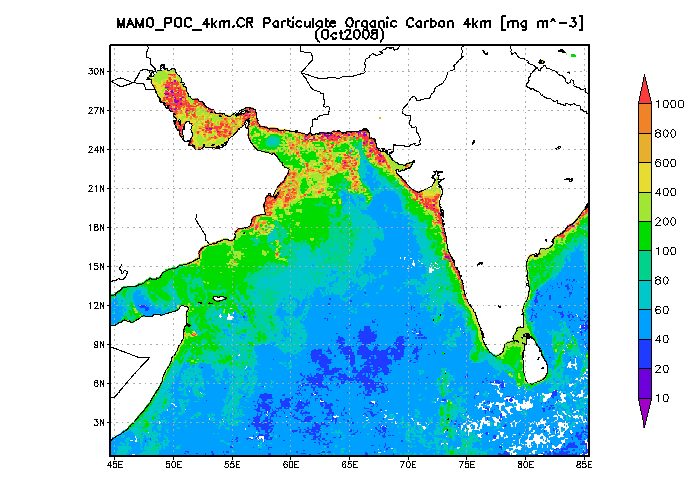 MAMO_POC_4km.CR Particulate Organic Carbon 4km [mg m^-3]
(Oct2008)
30N
27N
24N
21N
18N
15N
12N
9N
6N
3N
45E 50E 55E 60E 65E 70E 75E 80E 85E
1000
800
600
400
200
100
80
60
40
20
10